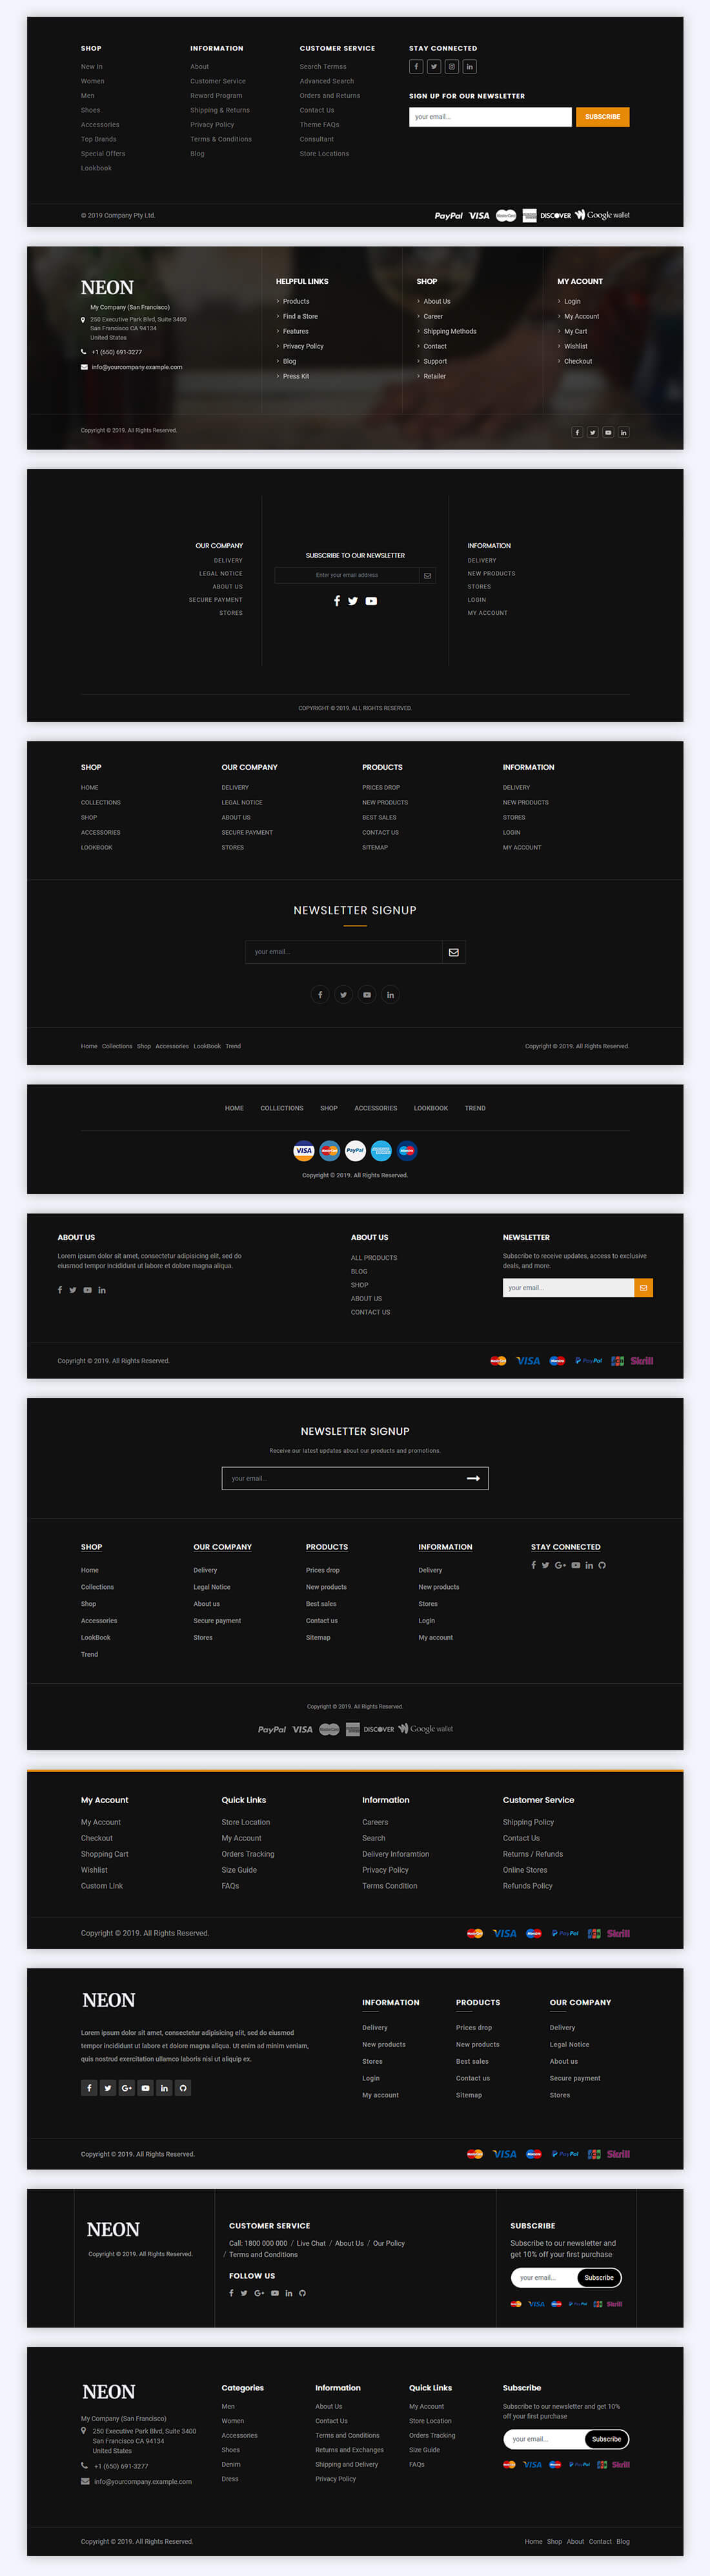 SHOP
New In
Women
Men
Shoes
Accessories
Top Brands
Special Offers
Lookbook
INFORMATION
About
Customer Service
Reward Program
Shipping & Returns
Privacy Policy
Terms & Conditions
Blog
CUSTOMER SERVICE
Search Termss
Advanced Search
Orders and Returns
Contact Us
Theme FAQs
Consultant
Store Locations
STAY CONNECTED
SIGN UP FOR OUR NEWSLETTER
your email... SUBSCRIBE
© 2019 Company Pty Ltd.
PayPal VISA MasterCard DISCOVER Google wallet
NEON
My Company (San Francisco)
250 Executive Park Blvd, Suite 3400
San Francisco CA 94134
United States
+1 (650) 691-3277
info@yourcompany.example.com
HELPFUL LINKS
Products
Find a Store
Features
Privacy Policy
Blog
Press Kit
SHOP
About Us
Career
Shipping Methods
Contact
Support
Retailer
MY ACOUNT
Login
My Account
My Cart
Wishlist
Checkout
Copyright © 2019. All Rights Reserved.
OUR COMPANY
DELIVERY
LEGAL NOTICE
ABOUT US
SECURE PAYMENT
STORES
SUBSCRIBE TO OUR NEWSLETTER
Enter your email address
INFORMATION
DELIVERY
NEW PRODUCTS
STORES
LOGIN
MY ACCOUNT
COPYRIGHT © 2019. ALL RIGHTS RESERVED.
SHOP
HOME
COLLECTIONS
SHOP
ACCESSORIES
LOOKBOOK
OUR COMPANY
DELIVERY
LEGAL NOTICE
ABOUT US
SECURE PAYMENT
STORES
PRODUCTS
PRICES DROP
NEW PRODUCTS
BEST SALES
CONTACT US
SITEMAP
INFORMATION
DELIVERY
NEW PRODUCTS
STORES
LOGIN
MY ACCOUNT
NEWSLETTER SIGNUP
your email...
Home Collections Shop Accessories LookBook Trend
Copyright © 2019. All Rights Reserved.
HOME COLLECTIONS SHOP ACCESSORIES LOOKBOOK TREND
VISA PayPal
Copyright © 2019. All Rights Reserved.
ABOUT US
Lorem ipsum dolor sit amet, consectetur adipisicing elit, sed do
eiusmod tempor incididunt ut labore et dolore magna aliqua.
ABOUT US
ALL PRODUCTS
BLOG
SHOP
ABOUT US
CONTACT US
NEWSLETTER
Subscribe to receive updates, access to exclusive
deals, and more.
your email...
Copyright © 2019. All Rights Reserved.
VISA PayPal JCB Skrill
NEWSLETTER SIGNUP
Receive our latest updates about our products and promotions.
your email...
SHOP
Home
Collections
Shop
Accessories
LookBook
Trend
OUR COMPANY
Delivery
Legal Notice
About us
Secure payment
Stores
PRODUCTS
Prices drop
New products
Best sales
Contact us
Sitemap
INFORMATION
Delivery
New products
Stores
Login
My account
STAY CONNECTED
Copyright © 2019. All Rights Reserved.
PayPal VISA MasterCard DISCOVER Google wallet
My Account
My Account
Checkout
Shopping Cart
Wishlist
Custom Link
Quick Links
Store Location
My Account
Orders Tracking
Size Guide
FAQs
Information
Careers
Search
Delivery Inforamtion
Privacy Policy
Terms Condition
Customer Service
Shipping Policy
Contact Us
Returns / Refunds
Online Stores
Refunds Policy
Copyright © 2019. All Rights Reserved.
VISA PayPal JCB Skrill
NEON
Lorem ipsum dolor sit amet, consectetur adipisicing elit, sed do eiusmod
tempor incididunt ut labore et dolore magna aliqua. Ut enim ad minim veniam,
quis nostrud exercitation ullamco laboris nisi ut aliquip ex.
INFORMATION
Delivery
New products
Stores
Login
My account
PRODUCTS
Prices drop
New products
Best sales
Contact us
Sitemap
OUR COMPANY
Delivery
Legal Notice
About us
Secure payment
Stores
Copyright © 2019. All Rights Reserved.
VISA PayPal JCB Skrill
NEON
Copyright © 2019. All Rights Reserved.
CUSTOMER SERVICE
Call: 1800 000 000 / Live Chat / About Us / Our Policy
/ Terms and Conditions
FOLLOW US
SUBSCRIBE
Subscribe to our newsletter and
get 10% off your first purchase
your email... Subscribe
VISA PayPal JCB Skrill
NEON
My Company (San Francisco)
250 Executive Park Blvd, Suite 3400
San Francisco CA 94134
United States
+1 (650) 691-3277
info@yourcompany.example.com
Categories
Men
Women
Accessories
Shoes
Denim
Dress
Information
About Us
Contact Us
Terms and Conditions
Returns and Exchanges
Shipping and Delivery
Privacy Policy
Quick Links
My Account
Store Location
Orders Tracking
Size Guide
FAQs
Subscribe
Subscribe to our newsletter and get 10%
off your first purchase
your email... Subscribe
VISA PayPal JCB Skrill
Copyright © 2019. All Rights Reserved.
Home Shop About Contact Blog